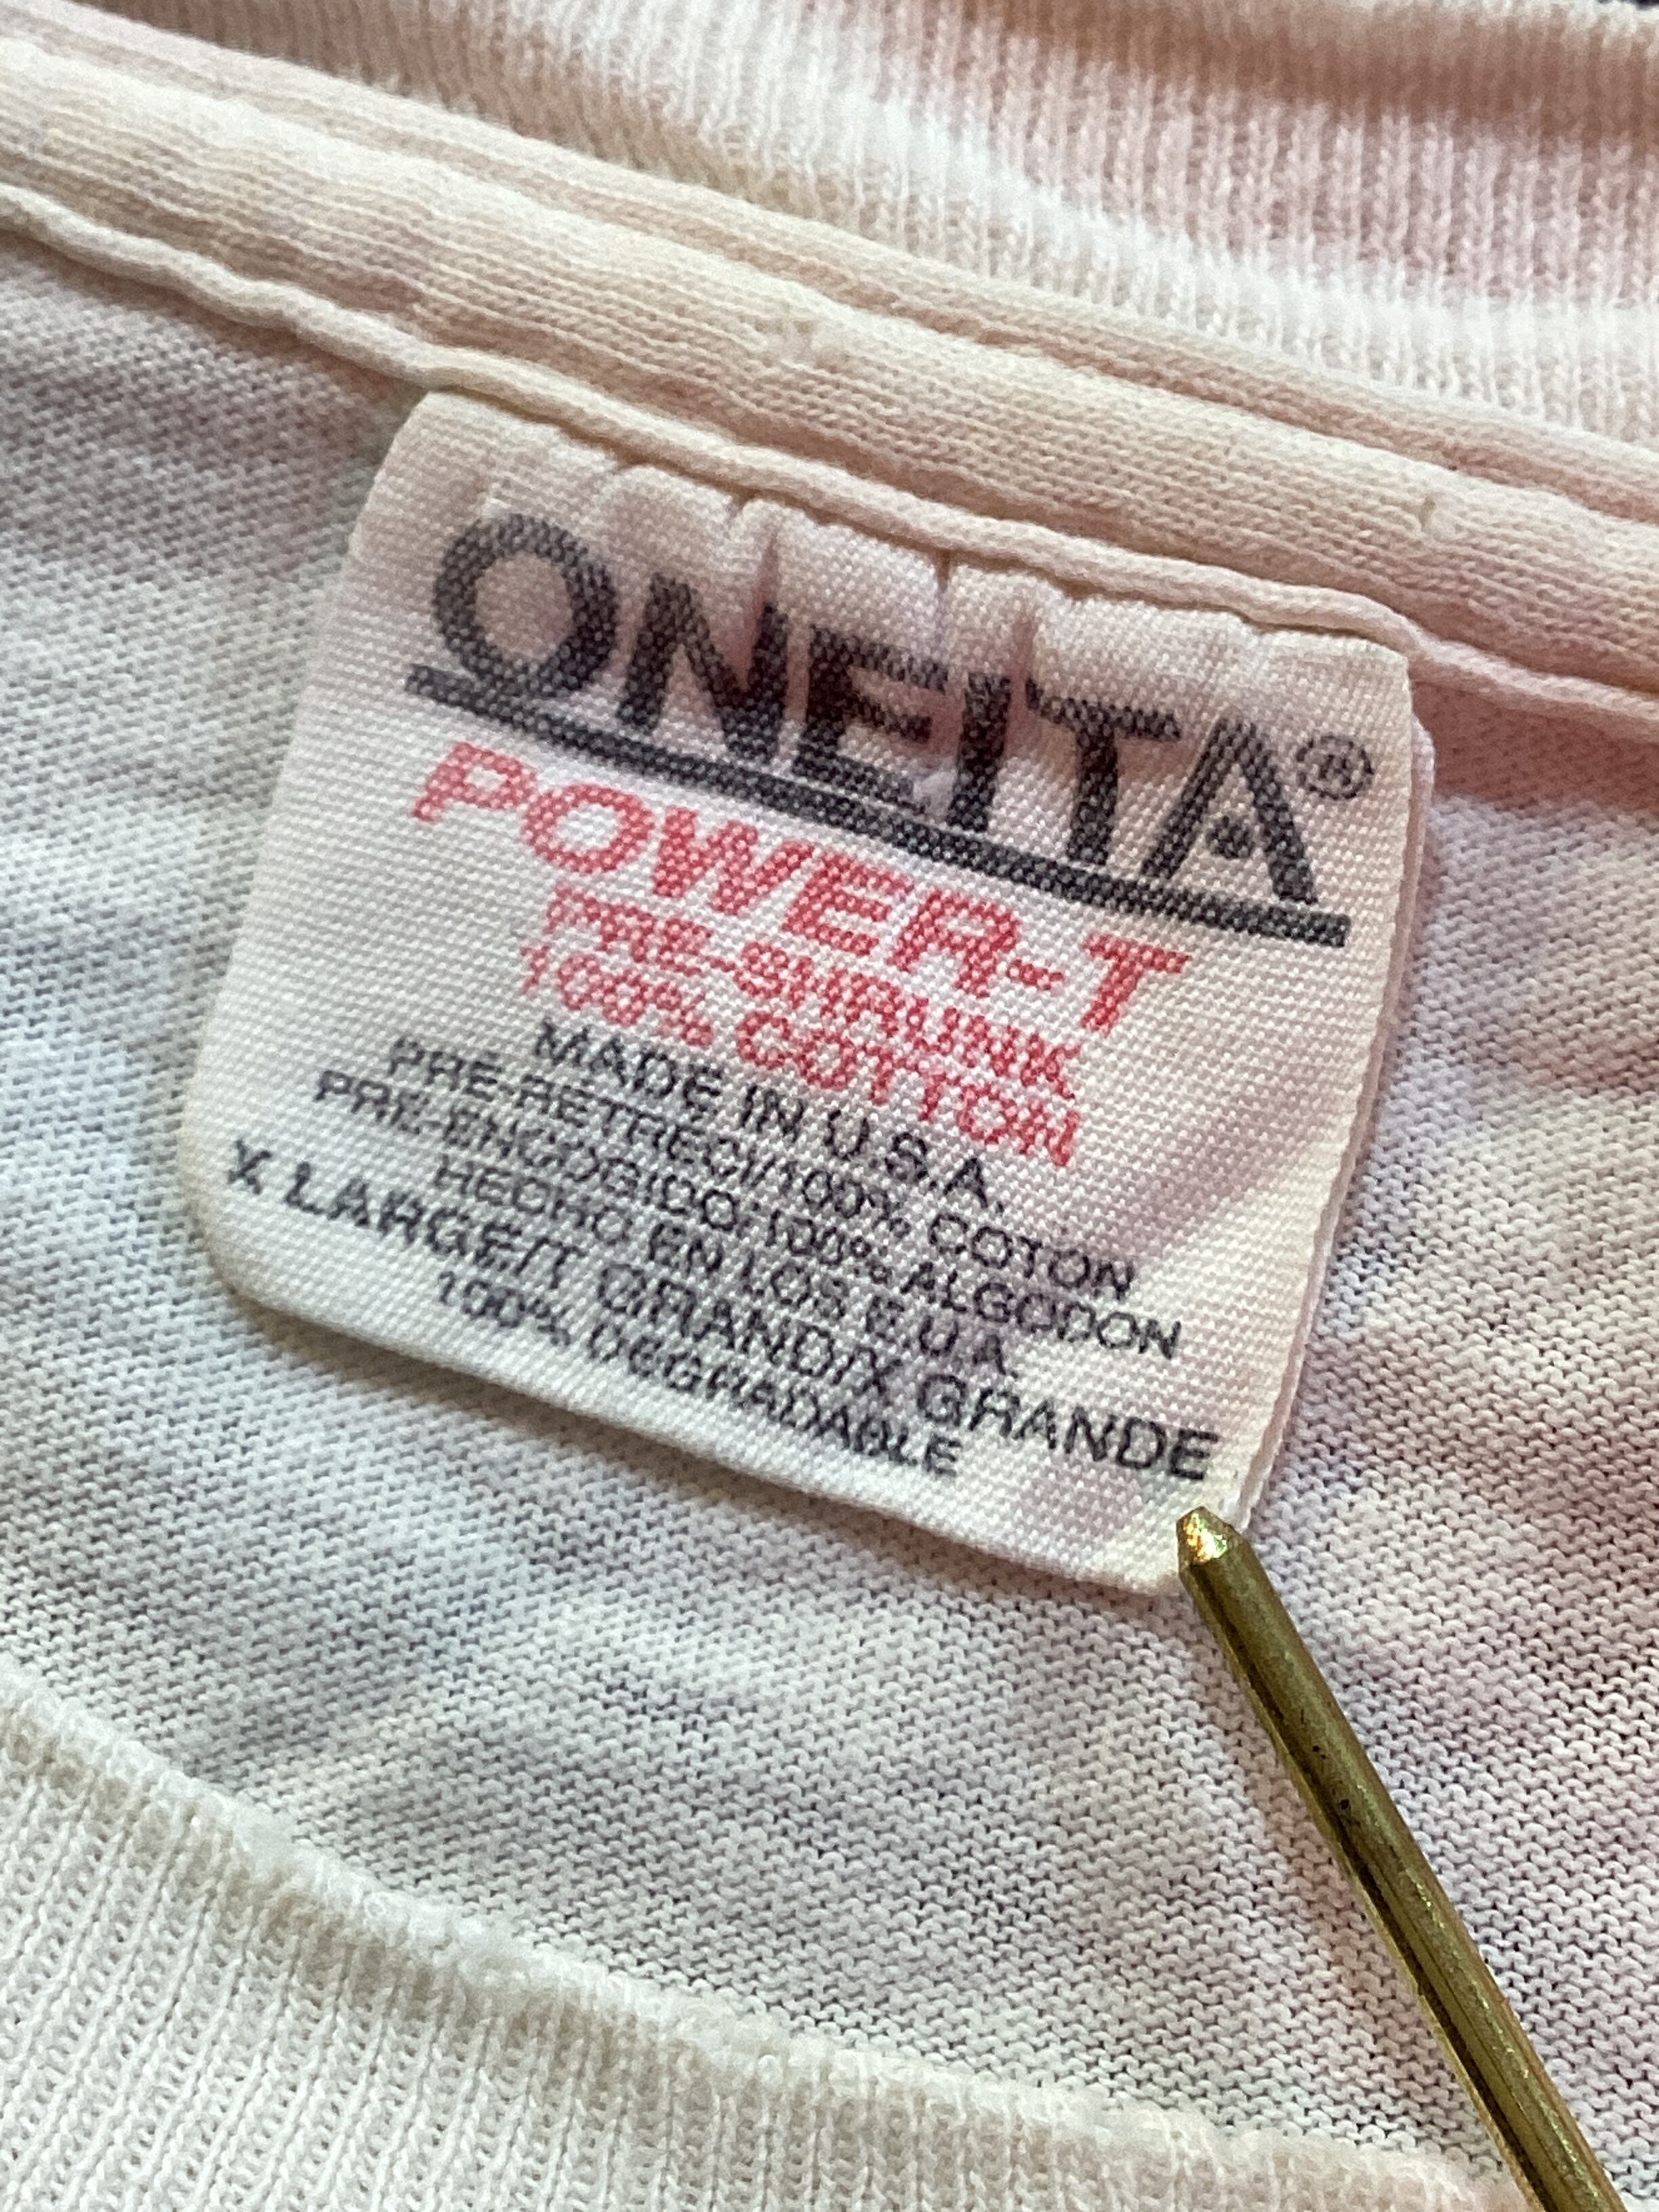 ONEITA®
POWER-T
PRE-SHRUNK
100% COTTON
MADE IN U.S.A.
PRE-RETRECI/100% COTON
PRE-ENCOGIDO/100% ALGODON
HECHO EN LOS E.U.A.
X LARGE/T GRAND/X GRANDE
100% DEGRADABLE